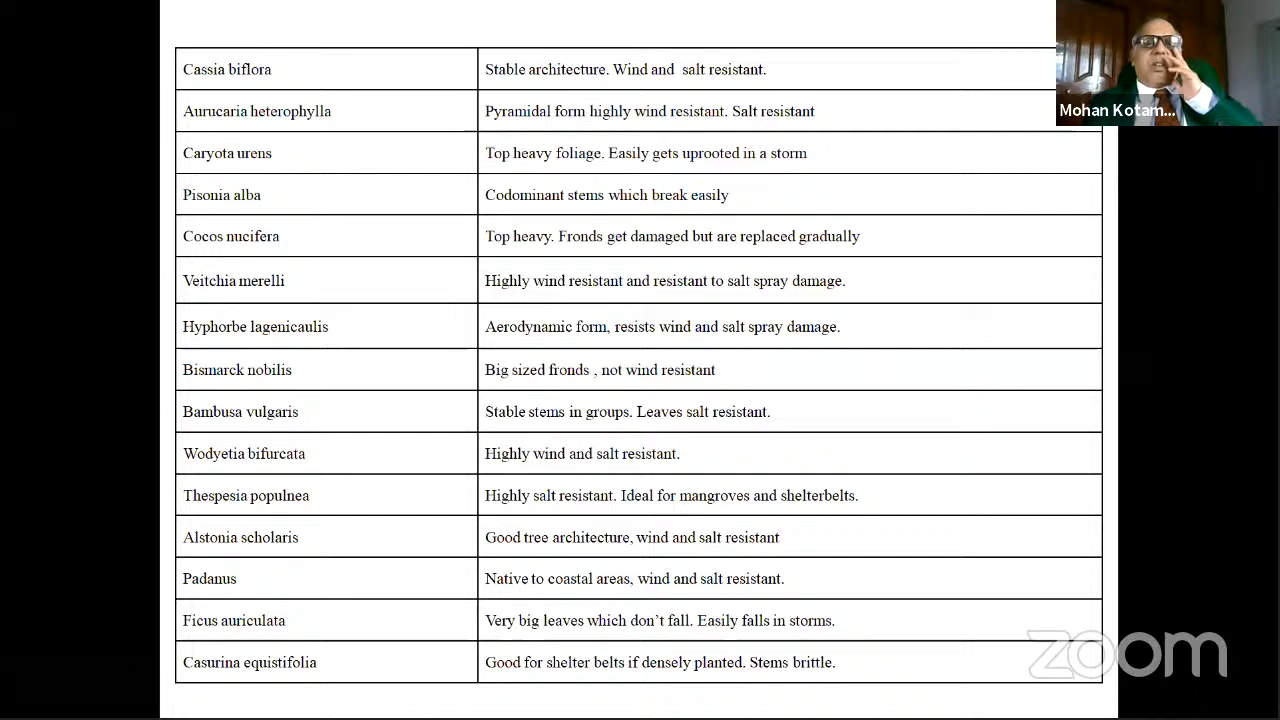 Cassia biflora Stable architecture. Wind and salt resistant.
Aurucaria heterophylla Pyramidal form highly wind resistant. Salt resistant
Caryota urens Top heavy foliage. Easily gets uprooted in a storm
Pisonia alba Codominant stems which break easily
Cocos nucifera Top heavy. Fronds get damaged but are replaced gradually
Veitchia merelli Highly wind resistant and resistant to salt spray damage.
Hyphorbe lagenicaulis Aerodynamic form, resists wind and salt spray damage.
Bismarck nobilis Big sized fronds , not wind resistant
Bambusa vulgaris Stable stems in groups. Leaves salt resistant.
Wodyetia bifurcata Highly wind and salt resistant.
Thespesia populnea Highly salt resistant. Ideal for mangroves and shelterbelts.
Alstonia scholaris Good tree architecture, wind and salt resistant
Padanus Native to coastal areas, wind and salt resistant.
Ficus auriculata Very big leaves which don’t fall. Easily falls in storms.
Casurina equistifolia Good for shelter belts if densely planted. Stems brittle.
Mohan Kotam...
zoom